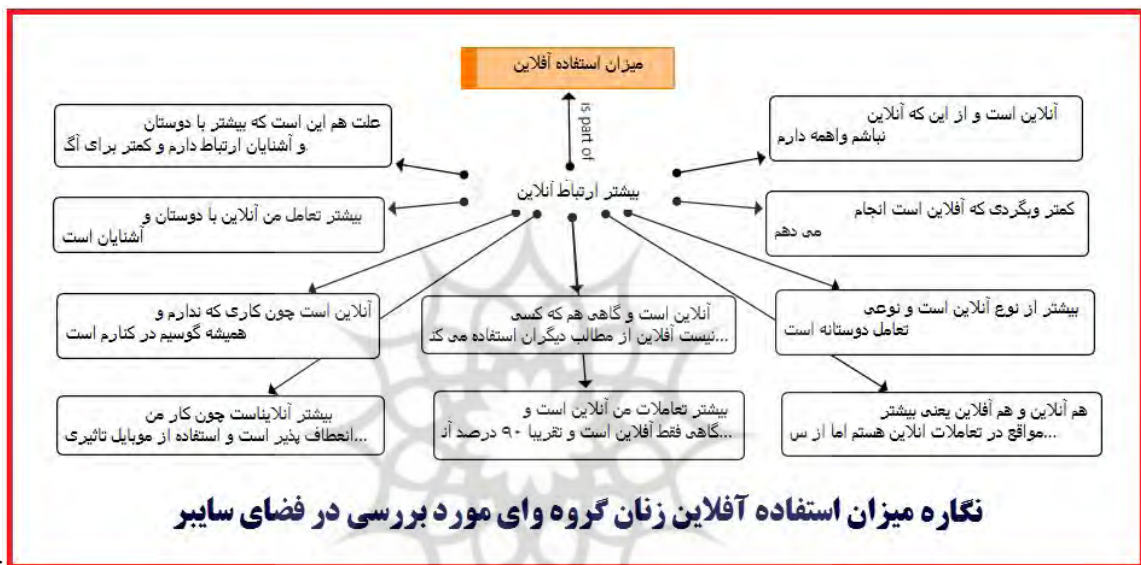 میزان استفاده آفلاین
is part of
بیشتر ارتباط آنلاین
آنلاین است و از این که آنلاین
نباشم واهمه دارم
علت هم این است که بیشتر با دوستان
و آشنایان ارتباط دارم و کمتر برای آگ
کمتر وبگردی که آفلاین است انجام
می دهم
بیشتر تعامل من آنلاین با دوستان و
آشنایان است
بیشتر از نوع آنلاین است و نوعی
تعامل دوستانه است
آنلاین است و گاهی هم که کسی
نیست آفلاین از مطالب دیگران استفاده می کند...
آنلاین است چون کاری که ندارم و
همیشه گوسیم در کنارم است
هم آنلاین و هم آفلاین یعنی بیشتر
مواقع در تعاملات انلاین هستم اما از س...
بیشتر تعاملات من آنلاین است و
گاهی فقط آفلاین است و تقریبا ۹۰ درصد آن...
بیشتر آنلایناست چون کار من
انعطاف پذیر است و استفاده از موبایل تاثیری...
نگاره میزان استفاده آفلاین زنان گروه وای مورد بررسی در فضای سایبر